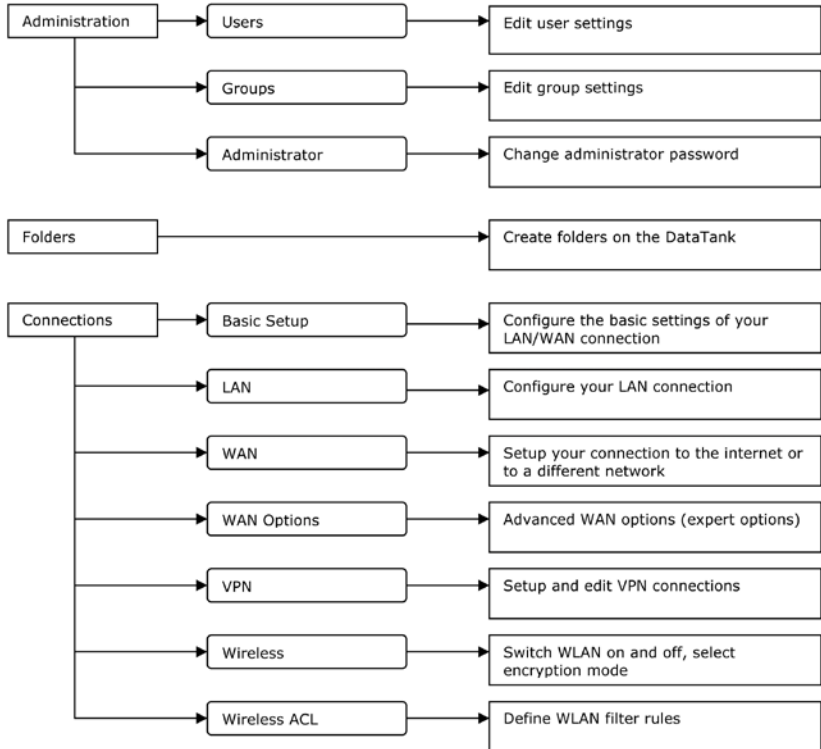 Administration
Users
Edit user settings
Groups
Edit group settings
Administrator
Change administrator password
Folders
Create folders on the DataTank
Connections
Basic Setup
Configure the basic settings of your
LAN/WAN connection
LAN
Configure your LAN connection
WAN
Setup your connection to the internet or
to a different network
WAN Options
Advanced WAN options (expert options)
VPN
Setup and edit VPN connections
Wireless
Switch WLAN on and off, select
encryption mode
Wireless ACL
Define WLAN filter rules